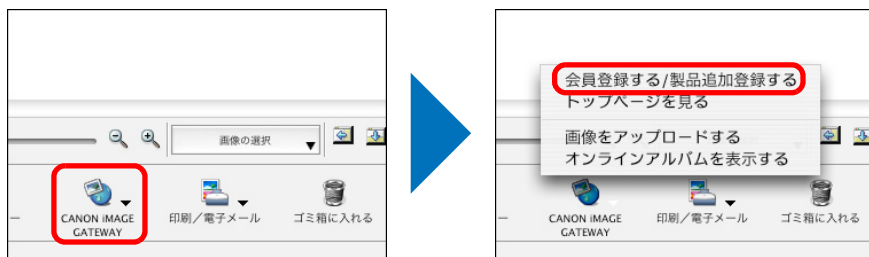 画像の選択
CANON iMAGE
GATEWAY
印刷／電子メール
ゴミ箱に入れる
会員登録する/製品追加登録する
トップページを見る
画像をアップロードする
オンラインアルバムを表示する
CANON iMAGE
GATEWAY
印刷／電子メール
ゴミ箱に入れる